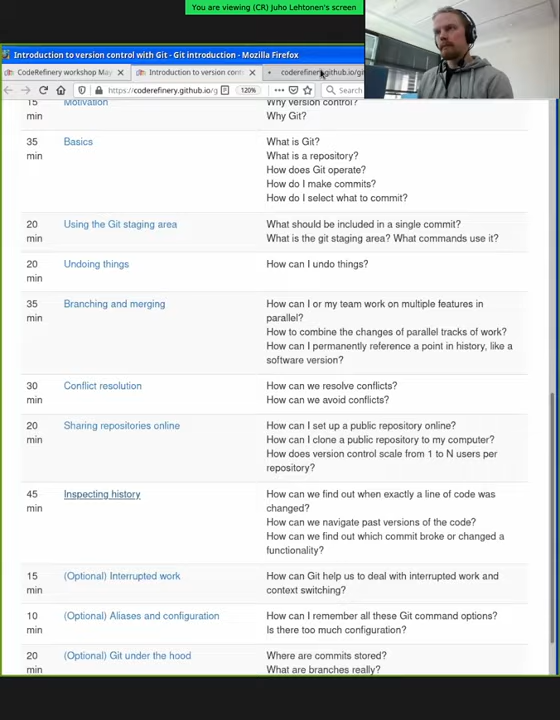 You are viewing (CR) Juho Lehtonen's screen
Introduction to version control with Git - Git introduction - Mozilla Firefox
CodeRefinery workshop May
Introduction to version cont
coderefinery.github.io/gi
https://coderefinery.github.io/g
120%
Search
15 min
Motivation
Why version control?
Why Git?
35 min
Basics
What is Git?
What is a repository?
How does Git operate?
How do I make commits?
How do I select what to commit?
20 min
Using the Git staging area
What should be included in a single commit?
What is the git staging area? What commands use it?
20 min
Undoing things
How can I undo things?
35 min
Branching and merging
How can I or my team work on multiple features in
parallel?
How to combine the changes of parallel tracks of work?
How can I permanently reference a point in history, like a
software version?
30 min
Conflict resolution
How can we resolve conflicts?
How can we avoid conflicts?
20 min
Sharing repositories online
How can I set up a public repository online?
How can I clone a public repository to my computer?
How does version control scale from 1 to N users per
repository?
45 min
Inspecting history
How can we find out when exactly a line of code was
changed?
How can we navigate past versions of the code?
How can we find out which commit broke or changed a
functionality?
15 min
(Optional) Interrupted work
How can Git help us to deal with interrupted work and
context switching?
10 min
(Optional) Aliases and configuration
How can I remember all these Git command options?
Is there too much configuration?
20 min
(Optional) Git under the hood
Where are commits stored?
What are branches really?